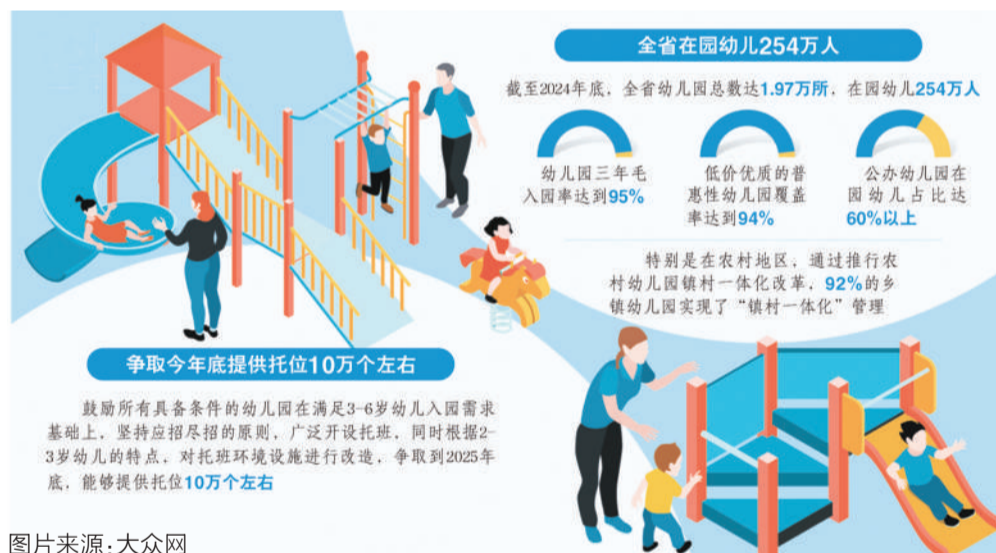 全省在园幼儿254万人
截至2024年底，全省幼儿园总数达1.97万所，在园幼儿254万人
幼儿园三年毛
入园率达到95%
低价优质的普
惠性幼儿园覆盖
率达到94%
公办幼儿园在
园幼儿占比达
60%以上
特别是在农村地区，通过推行农
村幼儿园镇村一体化改革，92%的乡
镇幼儿园实现了“镇村一体化”管理
争取今年底提供托位10万个左右
鼓励所有具备条件的幼儿园在满足3-6岁幼儿入园需求
基础上，坚持应招尽招的原则，广泛开设托班，同时根据2-
3岁幼儿的特点，对托班环境设施进行改造，争取到2025年
底，能够提供托位10万个左右
图片来源：大众网